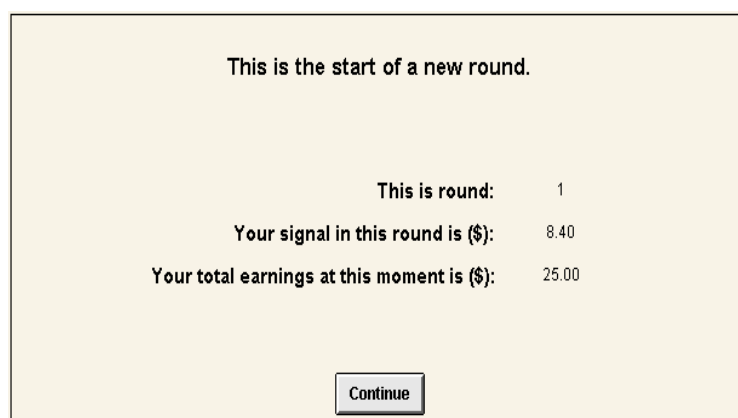 This is the start of a new round.
This is round: 1
Your signal in this round is ($): 8.40
Your total earnings at this moment is ($): 25.00
Continue